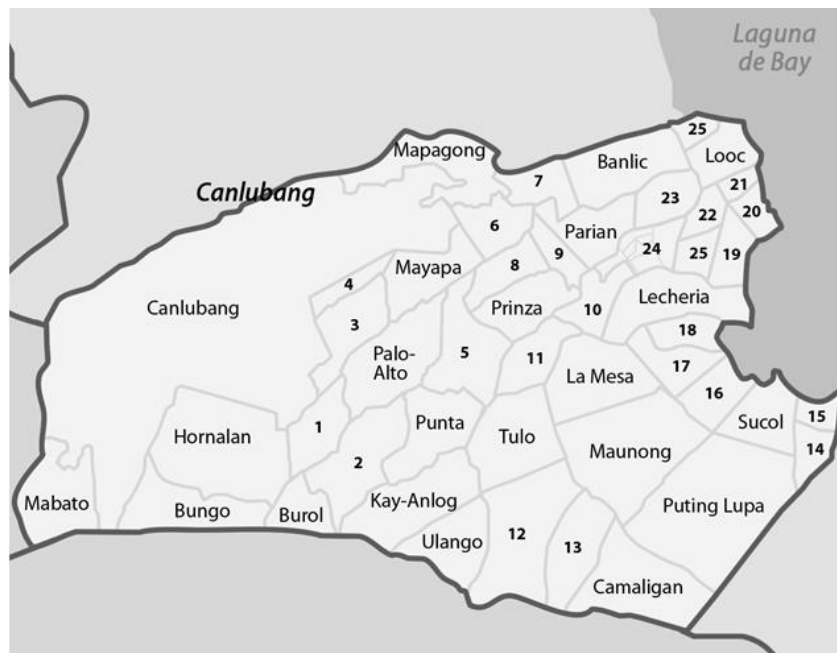 Laguna
de Bay
25
Mapagong
Banlic
Looc
7
21
Canlubang
23
20
22
6
Parian
24
25
19
9
8
Mayapa
4
Lecheria
Canlubang
Prinza
10
3
18
5
Palo-
Alto
11
17
La Mesa
16
15
Sucol
1
Punta
Hornalan
Tulo
14
Maunong
2
Kay-Anlog
Mabato
Puting Lupa
Bungo
Burol
12
Ulango
13
Camaligan